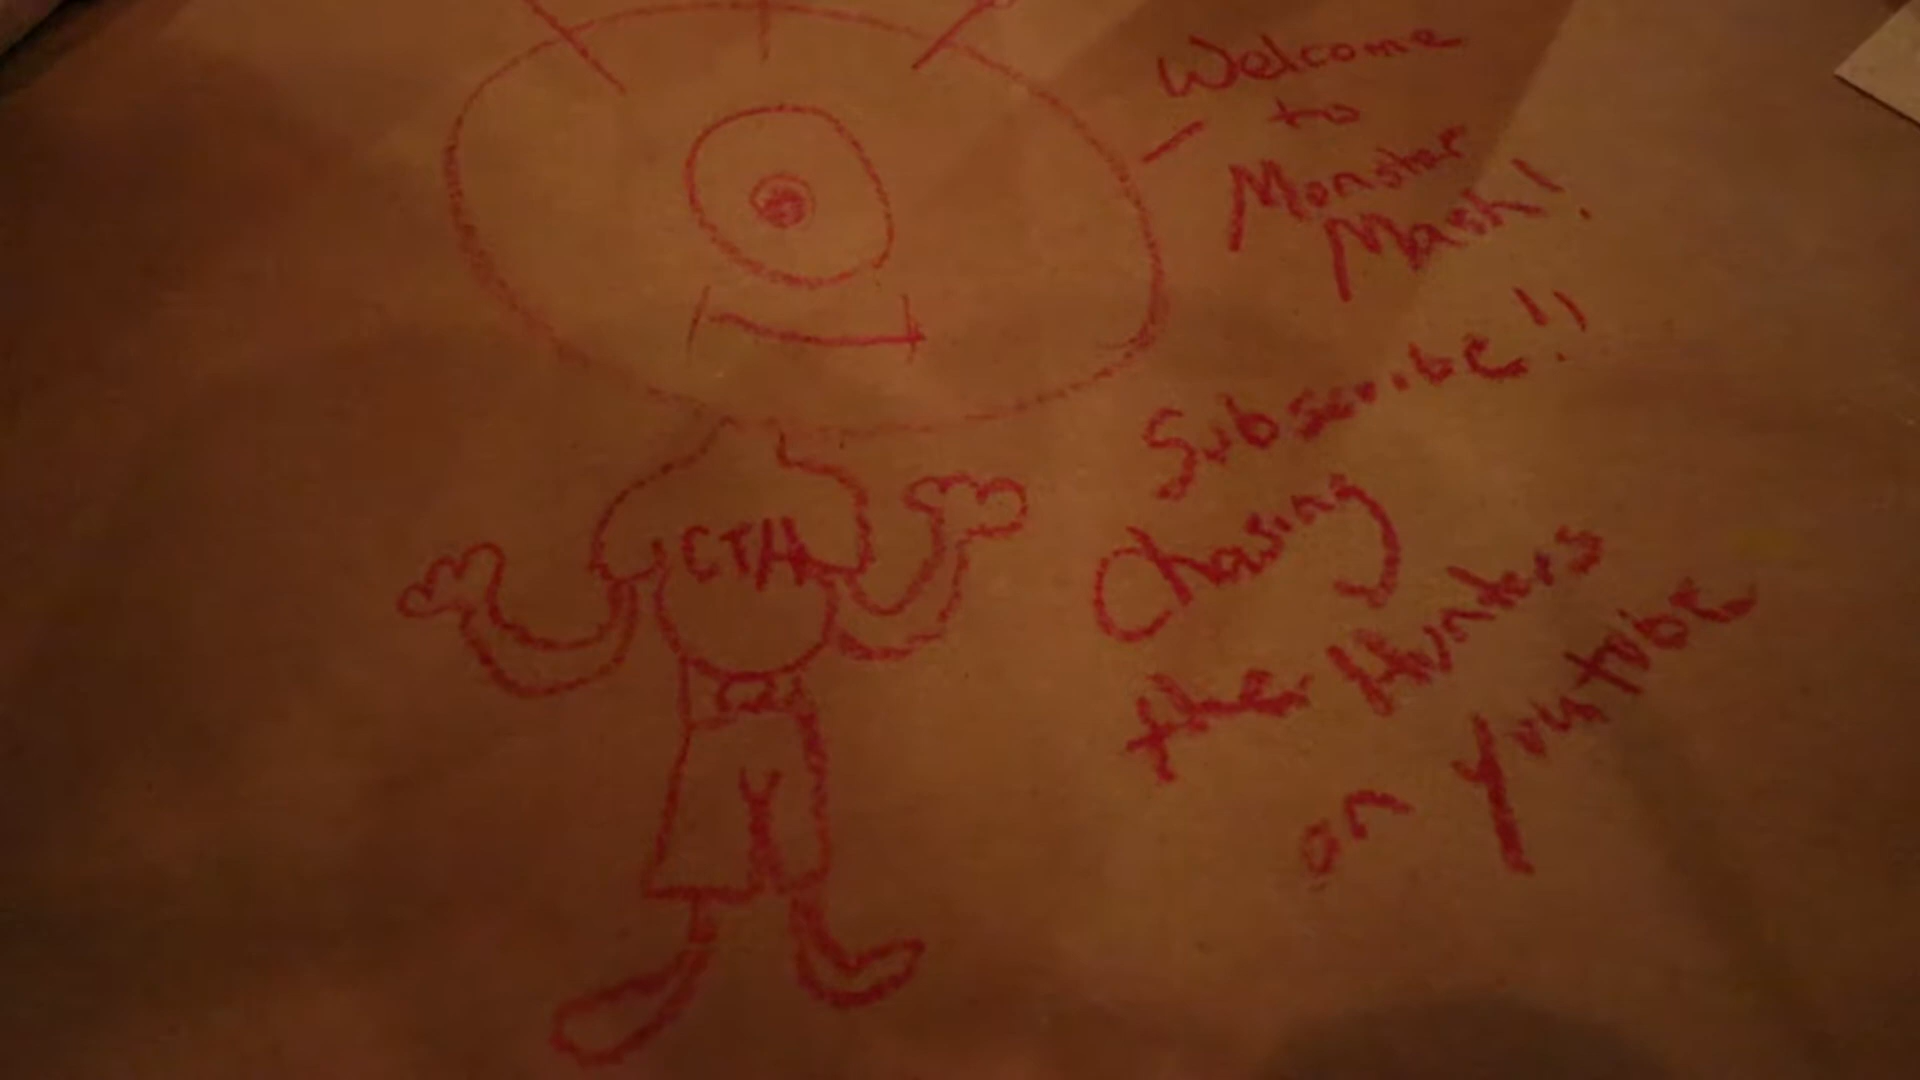 Welcome
to
Monster
Mash!
Subscribe!!
Chasing
the Hunters
on Youtube
CTH